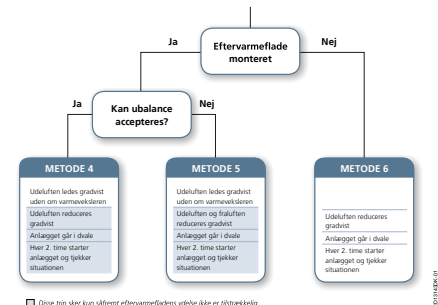 Ja
Eftervarmeflade
monteret
Nej
Ja
Kan ubalance
accepteres?
Nej
METODE 4
Udeluften ledes gradvist
uden om varmeveksleren
Udeluften reduceres
gradvist
Anlægget går i dvale
Hver 2. time starter
anlægget og tjekker
situationen
METODE 5
Udeluften ledes gradvist
uden om varmeveksleren
Udeluften og fraluften
reduceres gradvist
Anlægget går i dvale
Hver 2. time starter
anlægget og tjekker
situationen
METODE 6
Udeluften reduceres
gradvist
Anlægget går i dvale
Hver 2. time starter
anlægget og tjekker
situationen
Disse trin sker kun såfremt eftervarmefladens ydelse ikke er tilstrækkelig